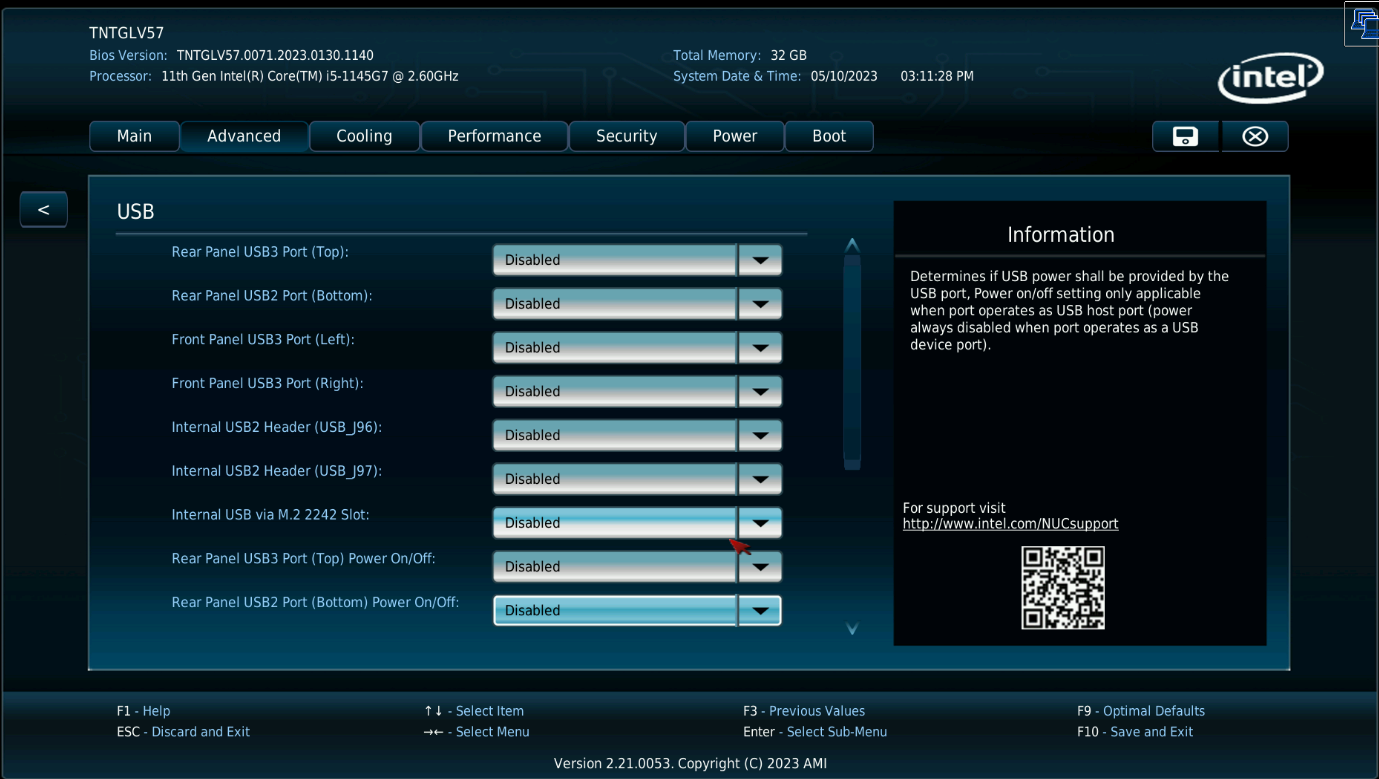 TNTGLV57
Bios Version: TNTGLV57.0071.2023.0130.1140
Total Memory: 32 GB
Processor: 11th Gen Intel(R) Core(TM) i5-1145G7 @ 2.60GHz
System Date & Time: 05/10/2023 03:11:28 PM
intel
Main Advanced Cooling Performance Security Power Boot
<
USB
Rear Panel USB3 Port (Top): Disabled
Rear Panel USB2 Port (Bottom): Disabled
Front Panel USB3 Port (Left): Disabled
Front Panel USB3 Port (Right): Disabled
Internal USB2 Header (USB_J96): Disabled
Internal USB2 Header (USB_J97): Disabled
Internal USB via M.2 2242 Slot: Disabled
Rear Panel USB3 Port (Top) Power On/Off: Disabled
Rear Panel USB2 Port (Bottom) Power On/Off: Disabled
Information
Determines if USB power shall be provided by the
USB port, Power on/off setting only applicable
when port operates as USB host port (power
always disabled when port operates as a USB
device port).
For support visit
http://www.intel.com/NUCsupport
F1 - Help ↑↓ - Select Item F3 - Previous Values F9 - Optimal Defaults
ESC - Discard and Exit →← - Select Menu Enter - Select Sub-Menu F10 - Save and Exit
Version 2.21.0053. Copyright (C) 2023 AMI